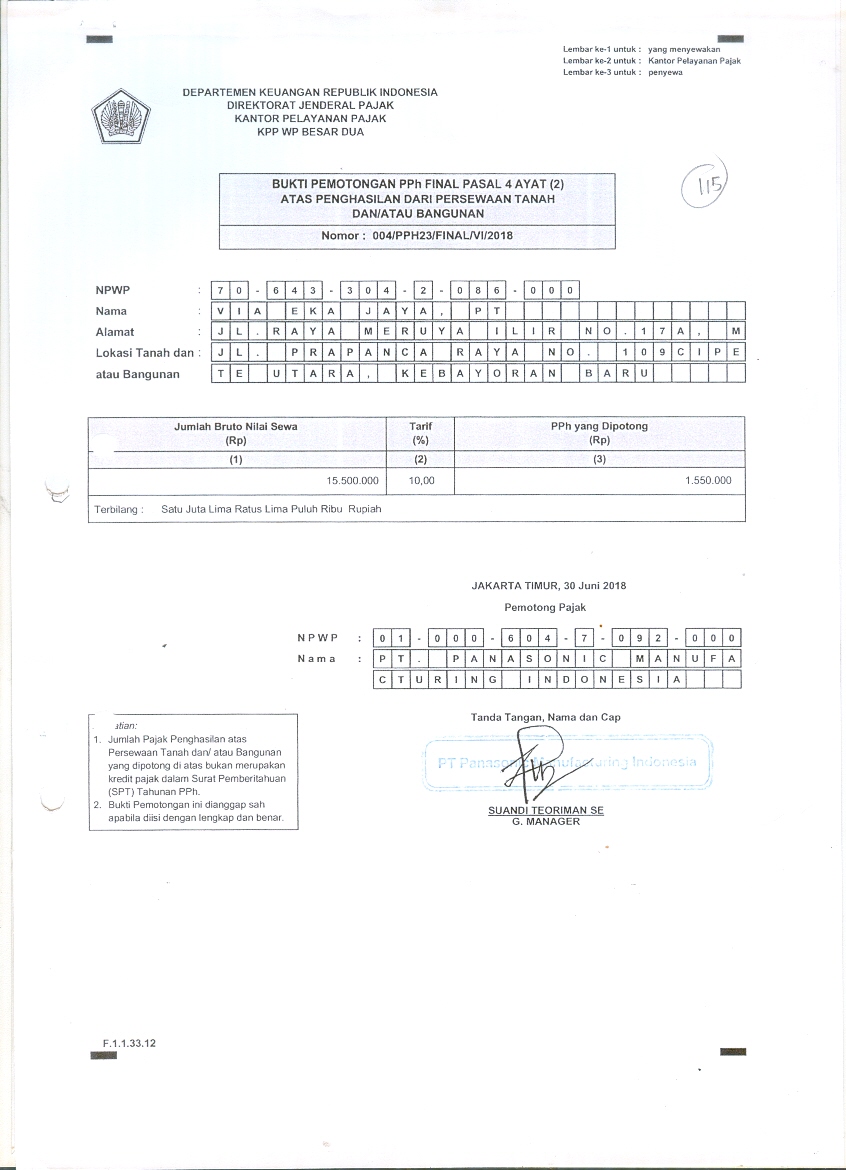 Lembar ke-1 untuk : yang menyewakan
Lembar ke-2 untuk : Kantor Pelayanan Pajak
Lembar ke-3 untuk : penyewa
DEPARTEMEN KEUANGAN REPUBLIK INDONESIA
DIREKTORAT JENDERAL PAJAK
KANTOR PELAYANAN PAJAK
KPP WP BESAR DUA
BUKTI PEMOTONGAN PPh FINAL PASAL 4 AYAT (2)
ATAS PENGHASILAN DARI PERSEWAAN TANAH
DAN/ATAU BANGUNAN
Nomor : 004/PPH23/FINAL/VI/2018
115
NPWP : 70-643-304-2-086-000
Nama : VIA EKA JAYA, PT
Alamat : JL.RAYA MERUYA ILIR NO.17A, M
Lokasi Tanah dan : JL. PRAPANCA RAYA NO. 109CIPE
atau Bangunan TE UTARA, KEBAYORAN BARU
Jumlah Bruto Nilai Sewa (Rp) Tarif (%) PPh yang Dipotong (Rp)
(1) (2) (3)
15.500.000 10,00 1.550.000
Terbilang : Satu Juta Lima Ratus Lima Puluh Ribu Rupiah
JAKARTA TIMUR, 30 Juni 2018
Pemotong Pajak
NPWP : 01-000-604-7-092-000
Nama : PT. PANASONIC MANUFA
CTURING INDONESIA
Tanda Tangan, Nama dan Cap
PT Panasonic Manufacturing Indonesia
SUANDI TEORIMAN SE
G. MANAGER
atian:
1. Jumlah Pajak Penghasilan atas
Persewaan Tanah dan/ atau Bangunan
yang dipotong di atas bukan merupakan
kredit pajak dalam Surat Pemberitahuan
(SPT) Tahunan PPh.
2. Bukti Pemotongan ini dianggap sah
apabila diisi dengan lengkap dan benar.
F.1.1.33.12